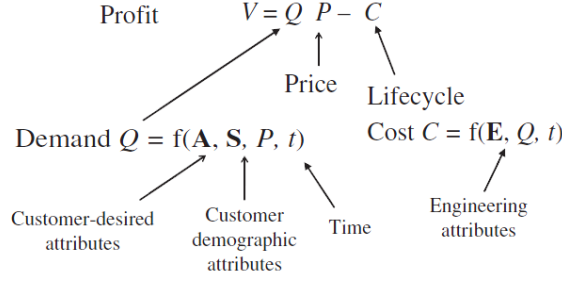 Profit V = Q P – C
Price
Lifecycle
Demand Q = f(A, S, P, t)
Cost C = f(E, Q, t)
Customer-desired
attributes
Customer
demographic
attributes
Time
Engineering
attributes